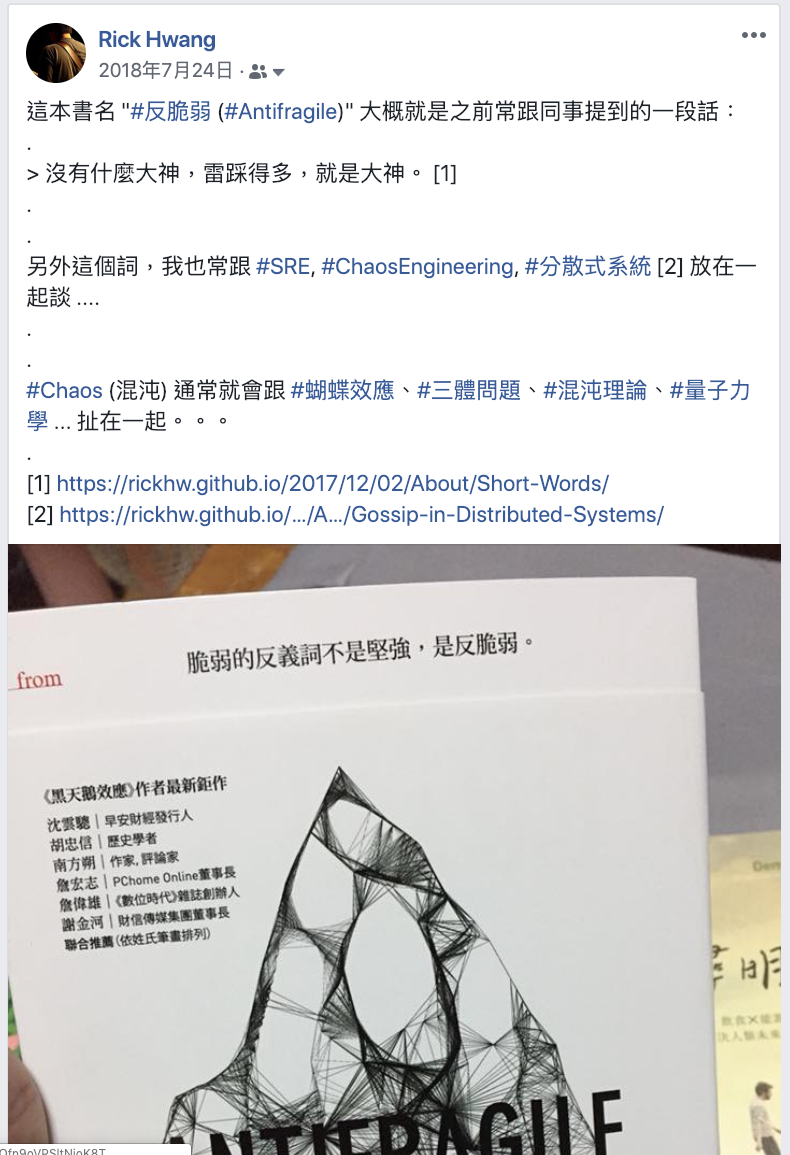 Rick Hwang
2018年7月24日 ·
這本書名 "#反脆弱 (#Antifragile)" 大概就是之前常跟同事提到的一段話：
.
> 沒有什麼大神，雷踩得多，就是大神。 [1]
.
.
另外這個詞，我也常跟 #SRE, #ChaosEngineering, #分散式系統 [2] 放在一
起談 ....
.
.
#Chaos (混沌) 通常就會跟 #蝴蝶效應、#三體問題、#混沌理論、#量子力
學 ... 扯在一起。。。
.
[1] https://rickhw.github.io/2017/12/02/About/Short-Words/
[2] https://rickhw.github.io/.../A.../Gossip-in-Distributed-Systems/
脆弱的反義詞不是堅強，是反脆弱。
from
《黑天鵝效應》作者最新鉅作
沈雲驄｜早安財經發行人
胡忠信｜歷史學者
南方朔｜作家,評論家
詹宏志｜PChome Online董事長
詹偉雄｜《數位時代》雜誌創辦人
謝金河｜財信傳媒集團董事長
聯合推薦(依姓氏筆畫排列)
ANTIFRAGILE